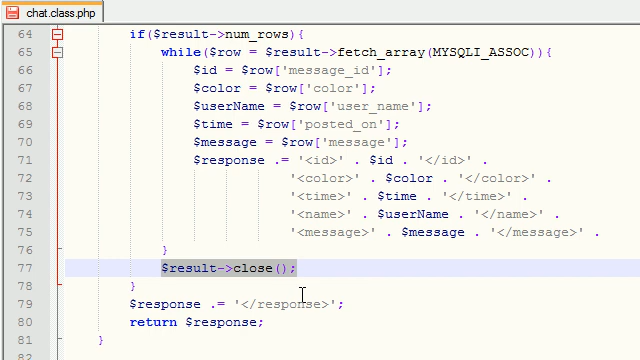 chat.class.php
64 if($result->num_rows){
65 while($row = $result->fetch_array(MYSQLI_ASSOC)){
66 $id = $row['message_id'];
67 $color = $row['color'];
68 $userName = $row['user_name'];
69 $time = $row['posted_on'];
70 $message = $row['message'];
71 $response .= '<id>' . $id . '</id>' .
72 '<color>' . $color . '</color>' .
73 '<time>' . $time . '</time>' .
74 '<name>' . $userName . '</name>' .
75 '<message>' . $message . '</message>' .
76 }
77 $result->close();
78 }
79 $response .= '</response>';
80 return $response;
81 }
82